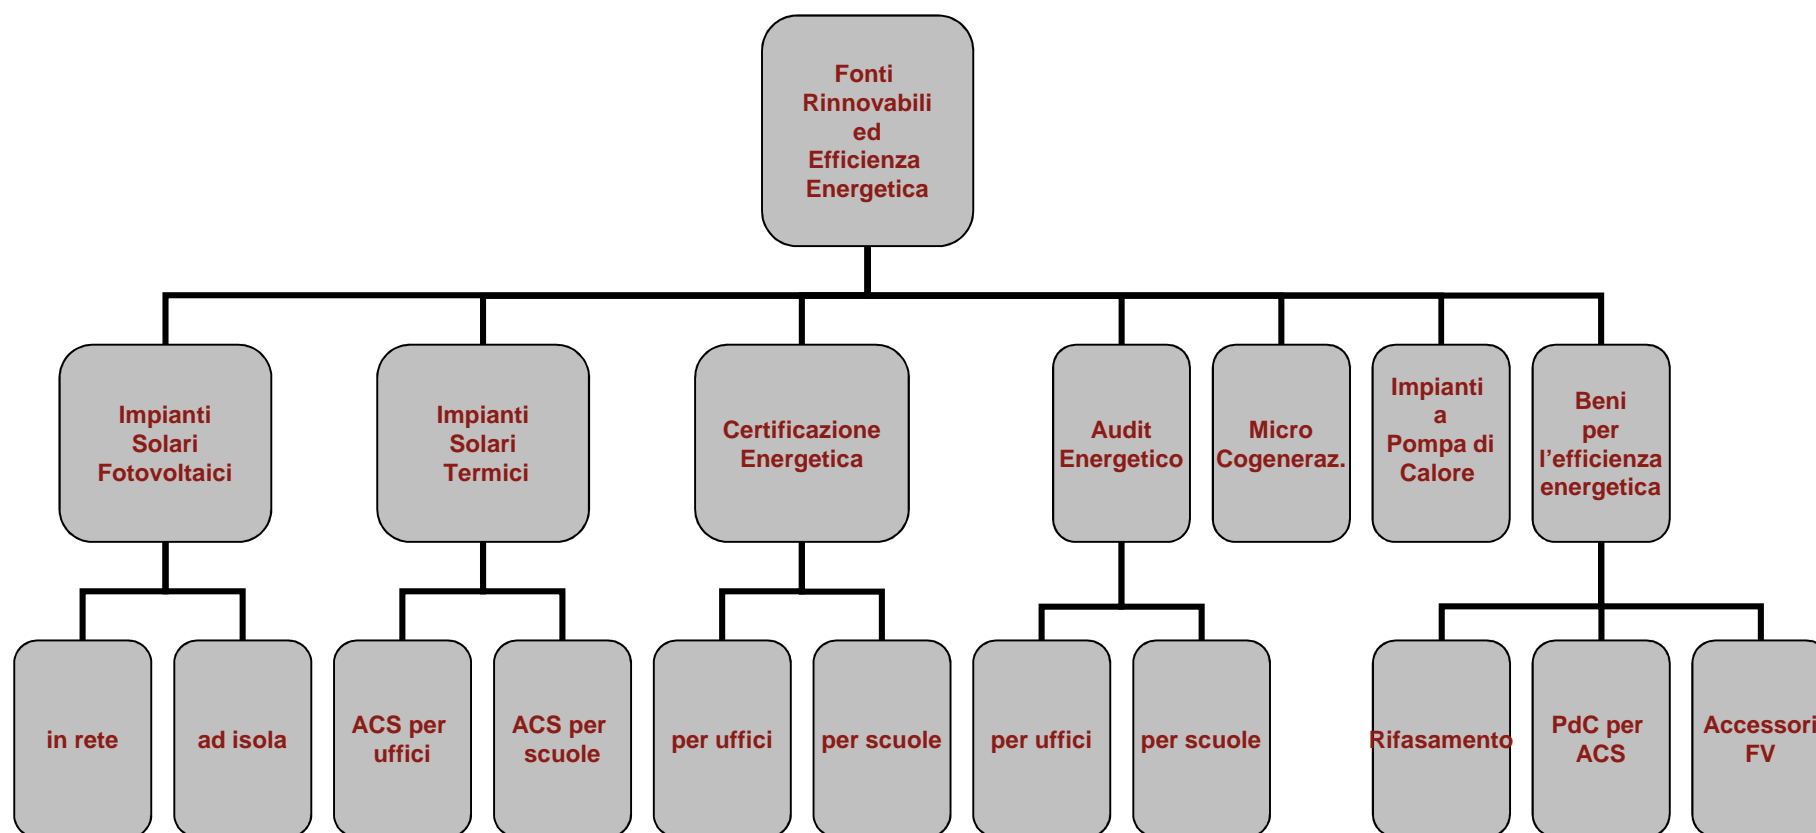 Fonti
Rinnovabili
ed
Efficienza
Energetica
Impianti
Solari
Fotovoltaici
Impianti
Solari
Termici
Certificazione
Energetica
Audit
Energetico
Micro
Cogeneraz.
Impianti
a
Pompa di
Calore
Beni
per
l’efficienza
energetica
in rete
ad isola
ACS per
uffici
ACS per
scuole
per uffici
per scuole
per uffici
per scuole
Rifasamento
PdC per
ACS
Accessori
FV